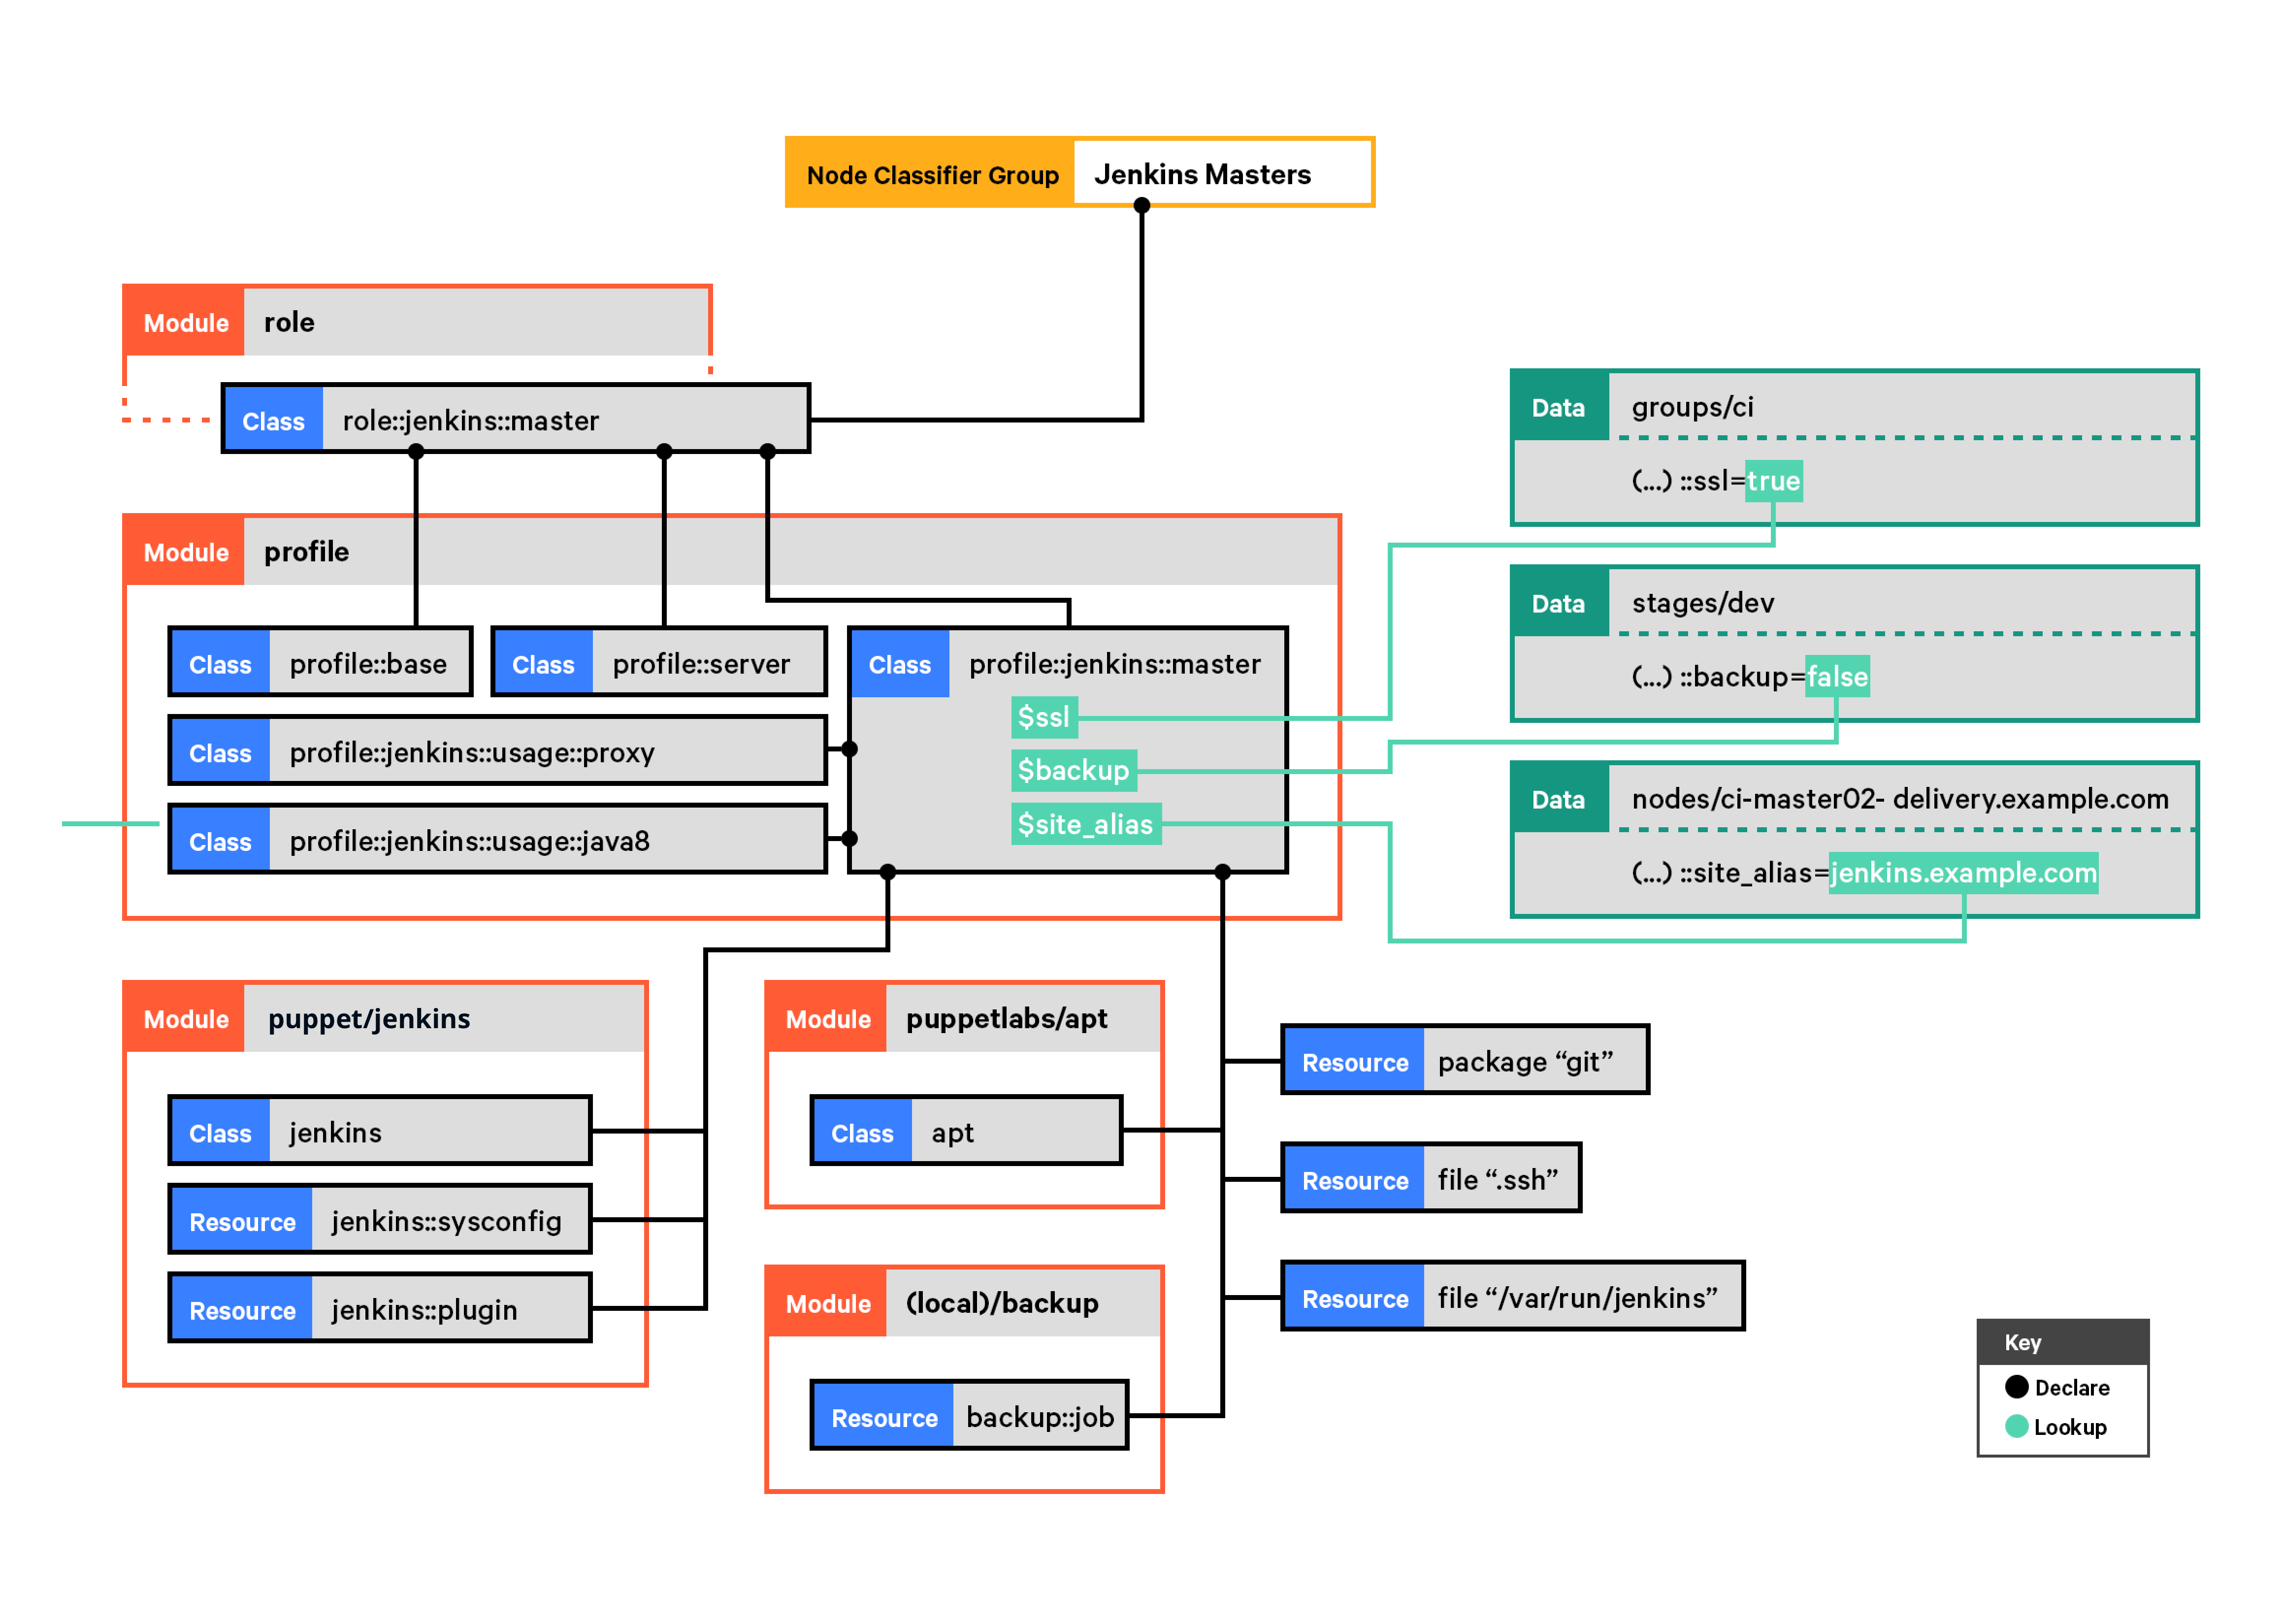 Node Classifier Group Jenkins Masters
Module role
Class role::jenkins::master
Module profile
Class profile::base
Class profile::server
Class profile::jenkins::master
$ssl
$backup
$site_alias
Class profile::jenkins::usage::proxy
Class profile::jenkins::usage::java8
Data groups/ci
(...) ::ssl=true
Data stages/dev
(...) ::backup=false
Data nodes/ci-master02- delivery.example.com
(...) ::site_alias=jenkins.example.com
Module puppet/jenkins
Class jenkins
Resource jenkins::sysconfig
Resource jenkins::plugin
Module puppetlabs/apt
Class apt
Module (local)/backup
Resource backup::job
Resource package “git”
Resource file “.ssh”
Resource file “/var/run/jenkins”
Key
Declare
Lookup